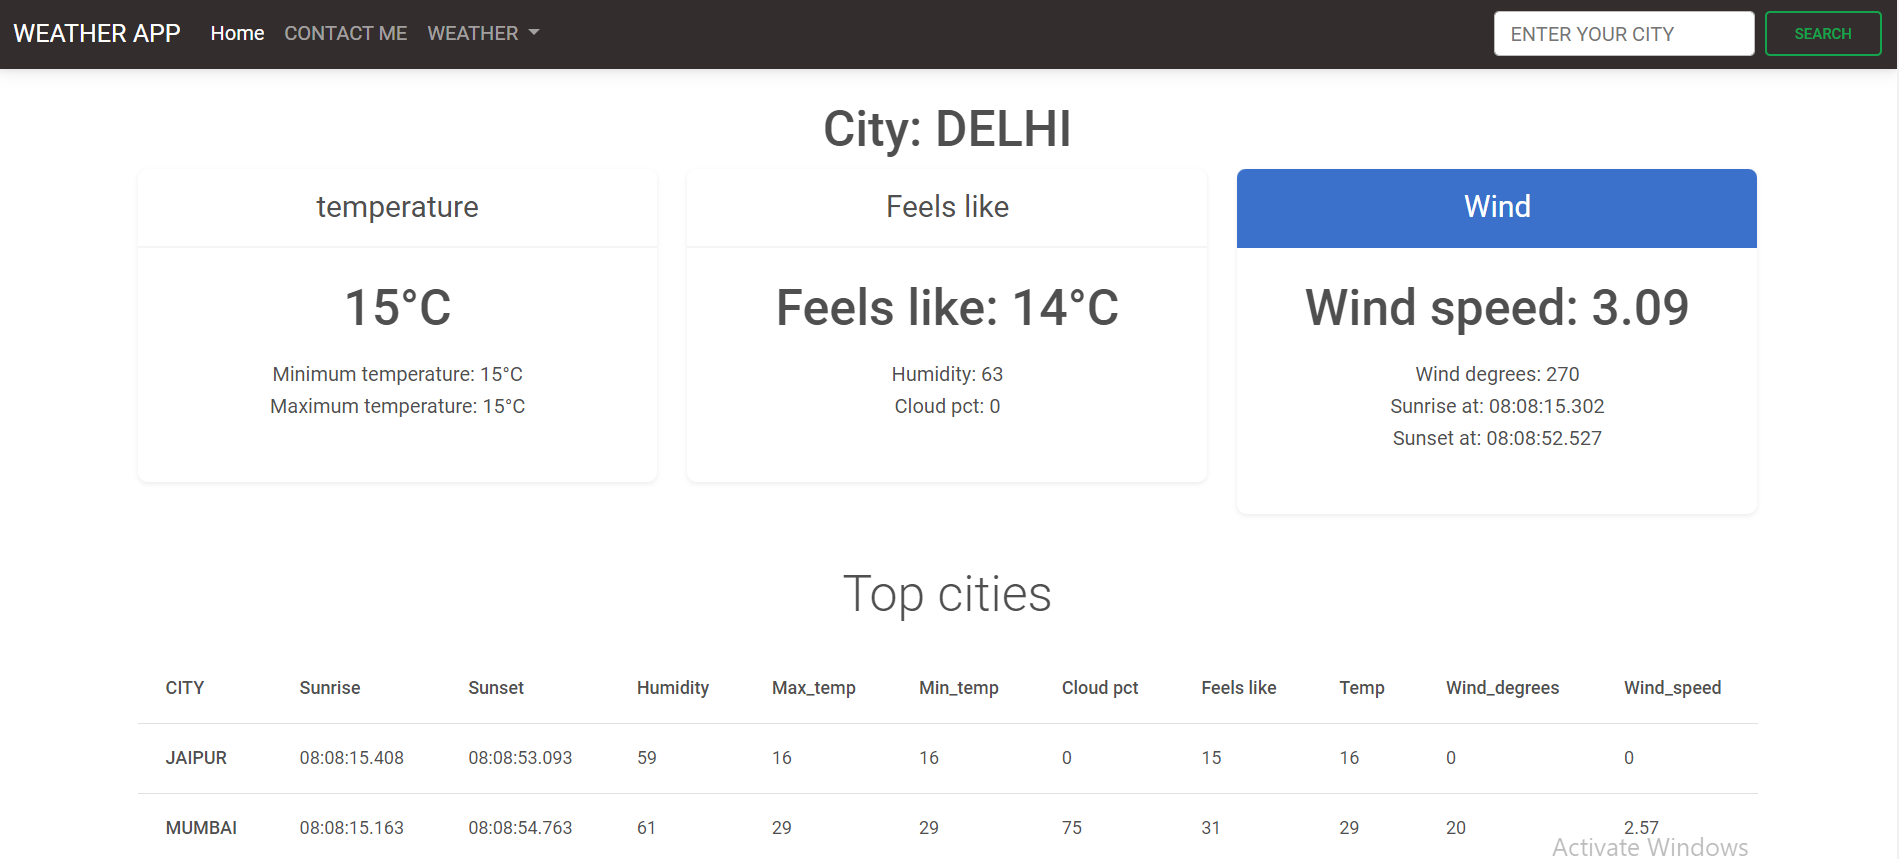 WEATHER APP Home CONTACT ME WEATHER ENTER YOUR CITY SEARCH
City: DELHI
temperature
15°C
Minimum temperature: 15°C
Maximum temperature: 15°C
Feels like
Feels like: 14°C
Humidity: 63
Cloud pct: 0
Wind
Wind speed: 3.09
Wind degrees: 270
Sunrise at: 08:08:15.302
Sunset at: 08:08:52.527
Top cities
CITY Sunrise Sunset Humidity Max_temp Min_temp Cloud pct Feels like Temp Wind_degrees Wind_speed
JAIPUR 08:08:15.408 08:08:53.093 59 16 16 0 15 16 0 0
MUMBAI 08:08:15.163 08:08:54.763 61 29 29 75 31 29 20 2.57
Activate Windows